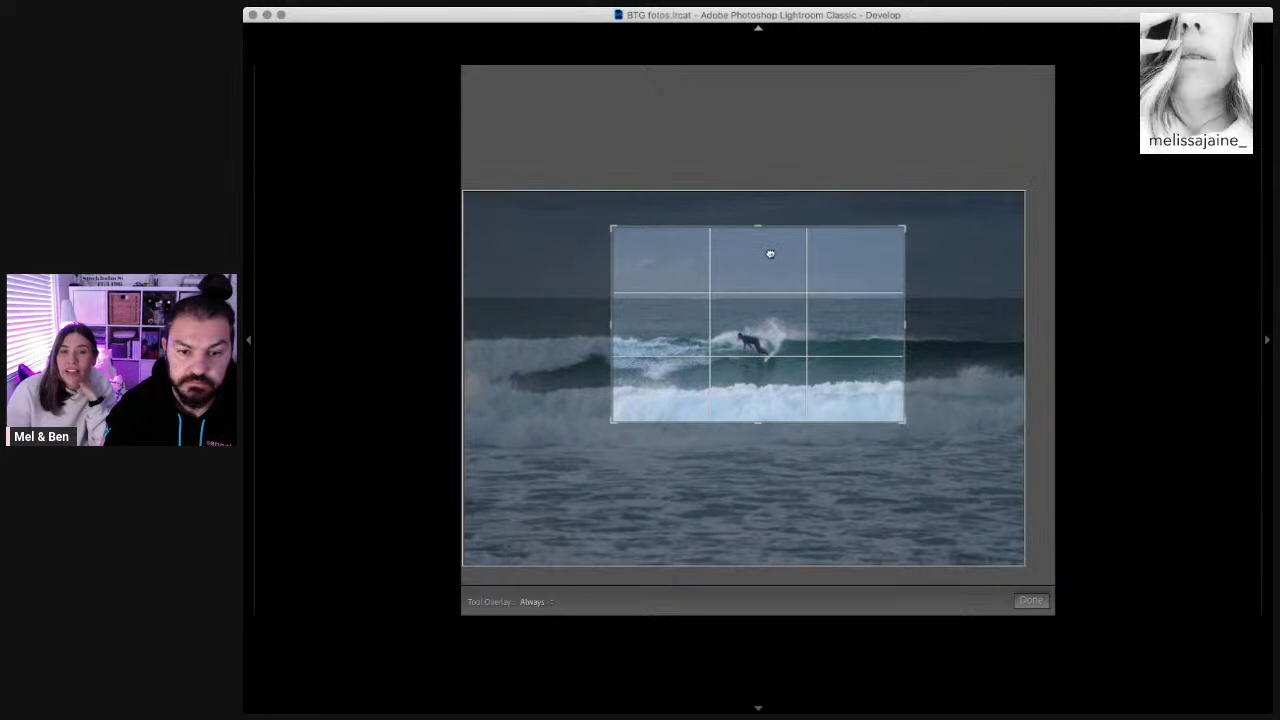 BTG fotos.lrcat - Adobe Photoshop Lightroom Classic - Develop
melissajaine_
Mel & Ben
Tool Overlay: Always
Done